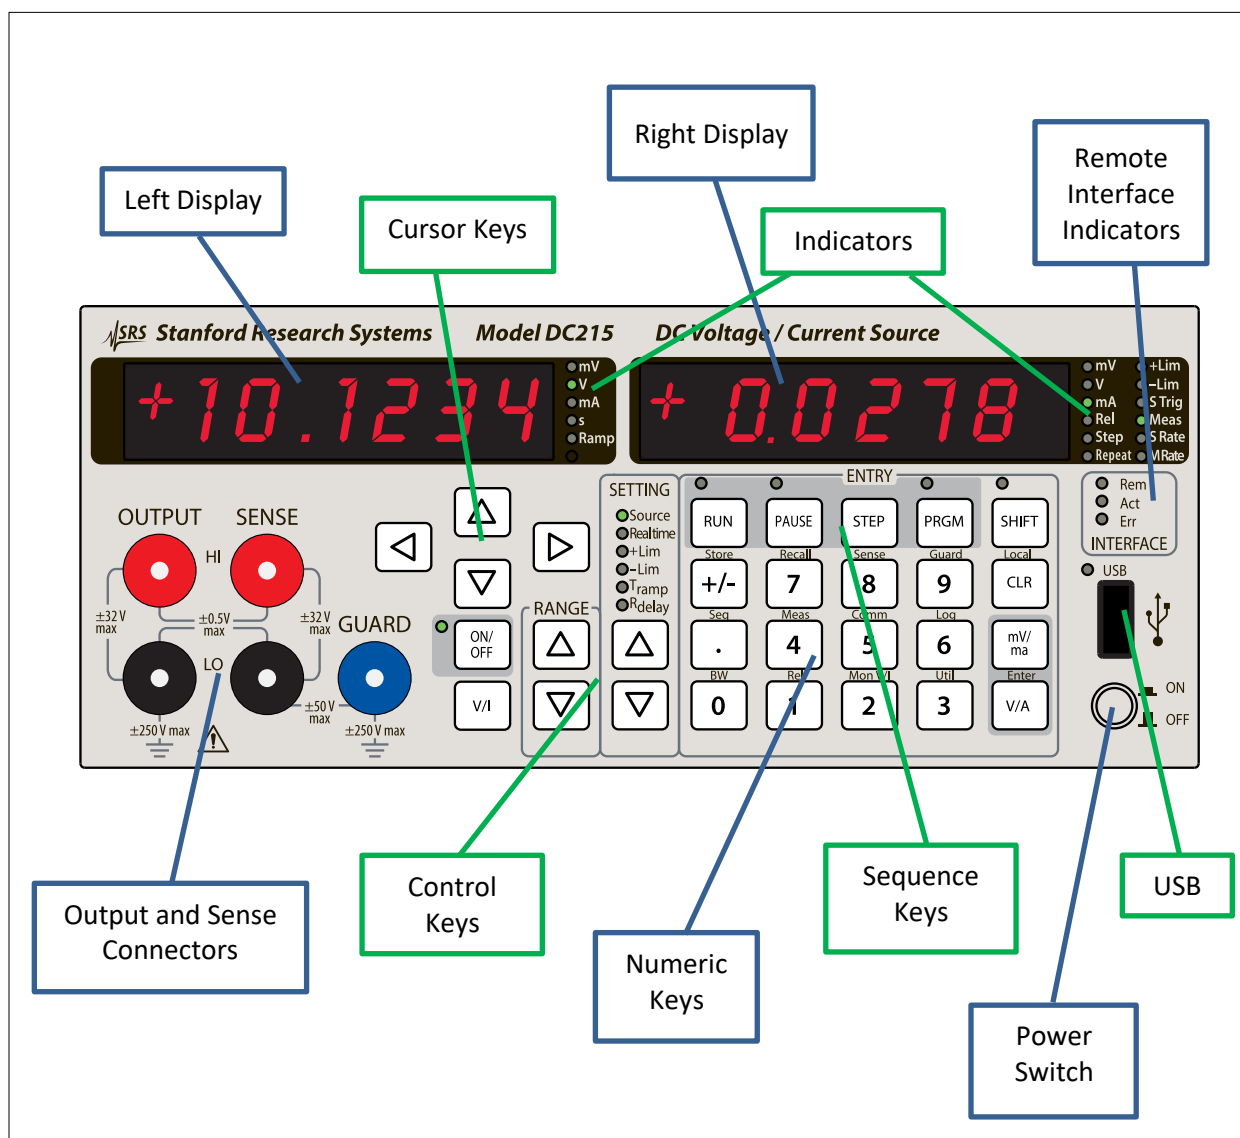 Right Display
Remote
Interface
Indicators
Left Display
Cursor Keys
Indicators
SRS Stanford Research Systems Model DC215 DC Voltage / Current Source
+10.1234
mV
V
mA
s
Ramp
+ 0.0278
mV
V
mA
Rel
Step
Repeat
+Lim
–Lim
S Trig
Meas
S Rate
M Rate
OUTPUT SENSE
HI
±32 V
max
±0.5V
max
±32 V
max
GUARD
LO
±50 V
max
±250 V max
±250 V max
ON/
OFF
V/I
RANGE
SETTING
Source
Realtime
+Lim
–Lim
Tramp
Rdelay
ENTRY
RUN PAUSE STEP PRGM SHIFT
Store Recall Sense Guard Local
+/- 7 8 9 CLR
Seq Meas Comm Log
. 4 5 6 mV/
ma
BW Rel Mon V/I Util Enter
0 1 2 3 V/A
Rem
Act
Err
INTERFACE
USB
ON
OFF
Output and Sense
Connectors
Control
Keys
Numeric
Keys
Sequence
Keys
USB
Power
Switch